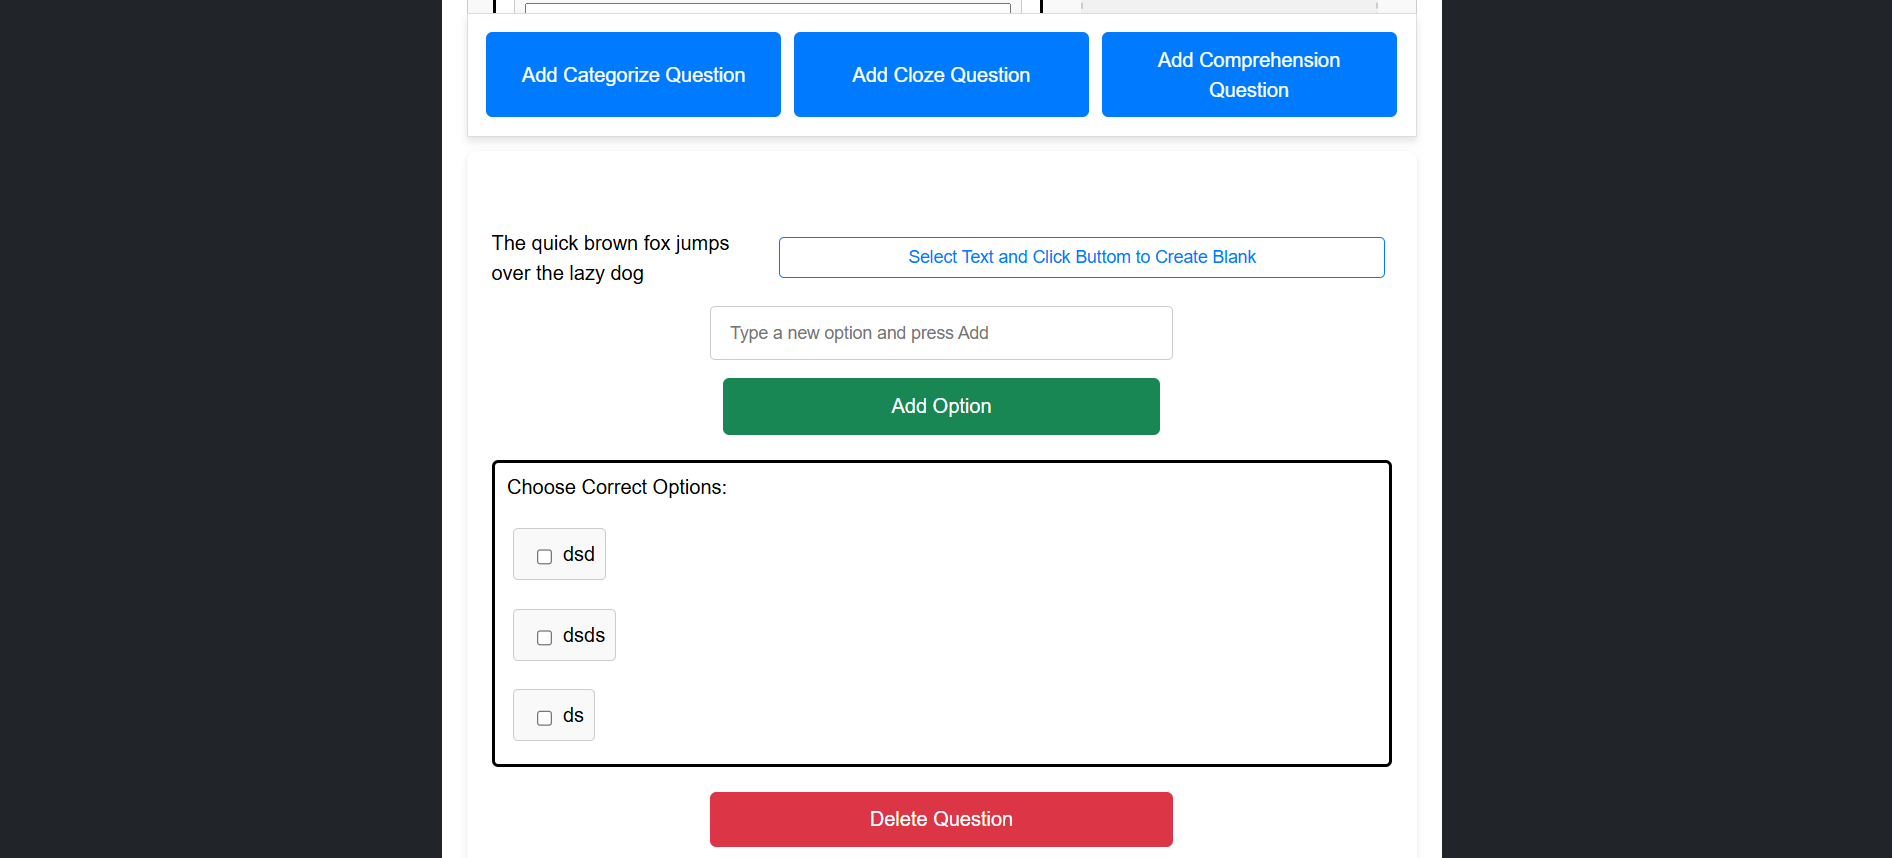 Add Categorize Question
Add Cloze Question
Add Comprehension
Question
The quick brown fox jumps
over the lazy dog
Select Text and Click Buttom to Create Blank
Type a new option and press Add
Add Option
Choose Correct Options:
dsd
dsds
ds
Delete Question